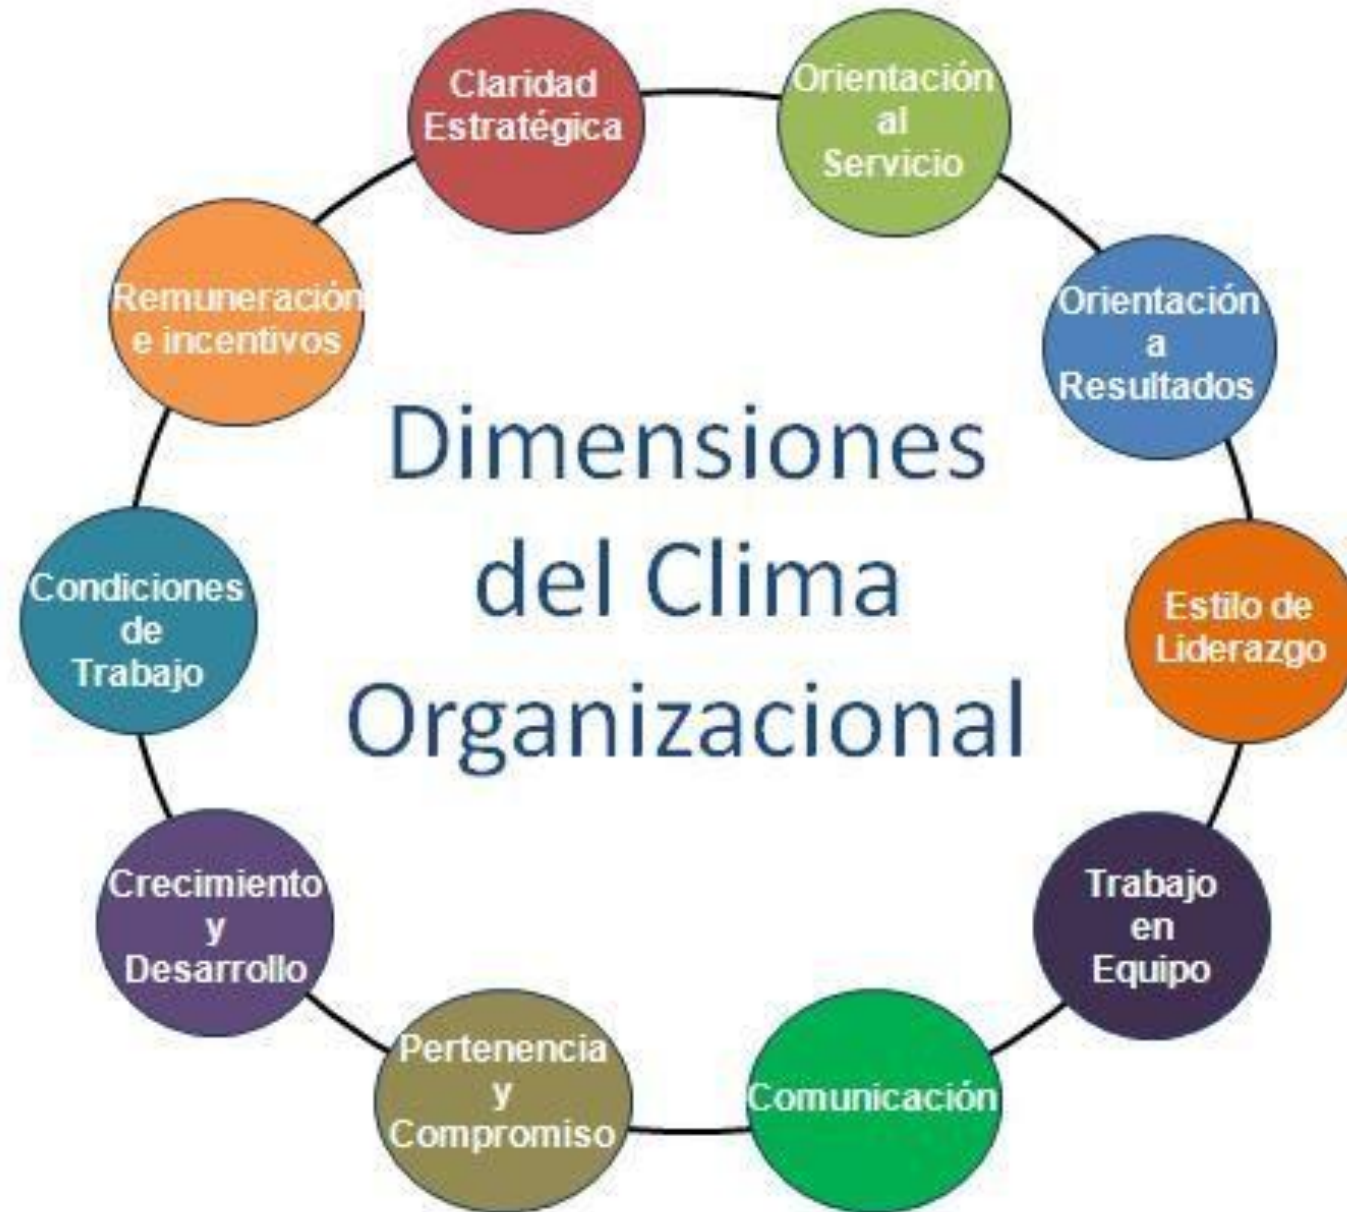 Claridad
Estratégica
Orientación
al
Servicio
Orientación
a
Resultados
Estilo de
Liderazgo
Trabajo
en
Equipo
Comunicación
Pertenencia
y
Compromiso
Crecimiento
y
Desarrollo
Condiciones
de
Trabajo
Remuneración
e incentivos
Dimensiones
del Clima
Organizacional